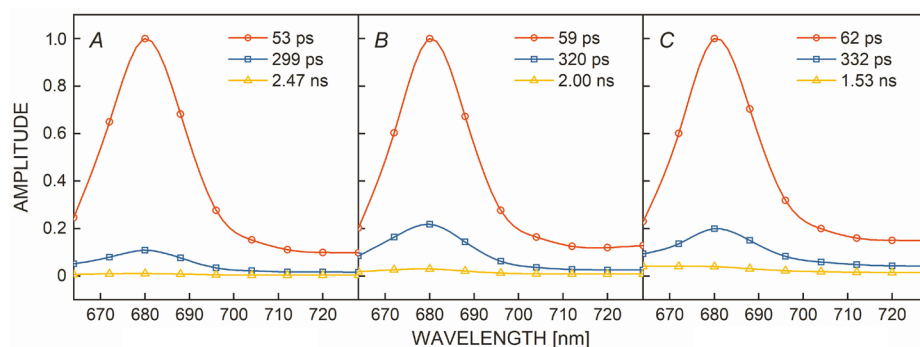 A
53 ps
299 ps
2.47 ns
B
59 ps
320 ps
2.00 ns
C
62 ps
332 ps
1.53 ns
AMPLITUDE
1.0
0.8
0.6
0.4
0.2
0
670 680 690 700 710 720 670 680 690 700 710 720 670 680 690 700 710 720
WAVELENGTH [nm]